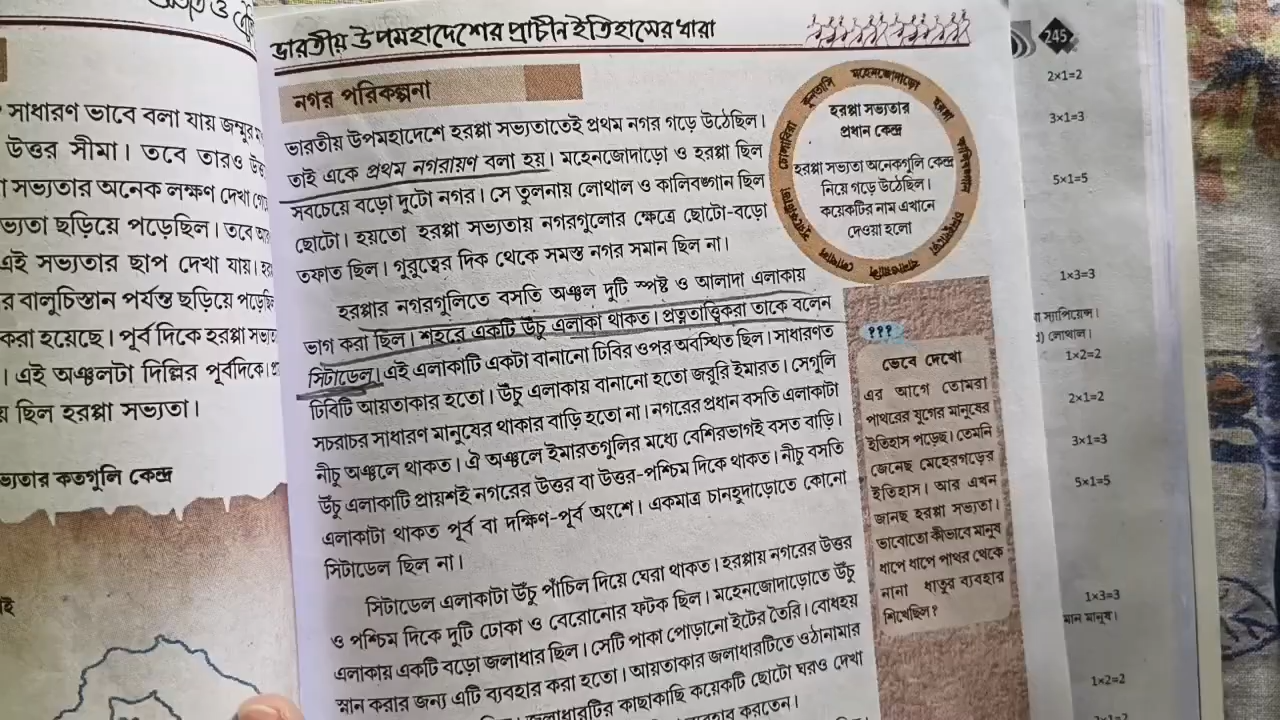 সাধারণ ভাবে বলা যায় জম্মুর
উত্তর সীমা। তবে তারও
সভ্যতার অনেক লক্ষণ দেখা
ছড়িয়ে পড়েছিল। তবে
এই সভ্যতার ছাপ দেখা যায়।
র বালুচিস্তান পর্যন্ত ছড়িয়ে
করা হয়েছে। পূর্ব দিকে হরপ্পা
। এই অঞ্চলটা দিল্লির পূর্বদিকে।
ছিল হরপ্পা সভ্যতা।
কতগুলি কেন্দ্র
ভারতীয় উপমহাদেশের প্রাচীন ইতিহাসের ধারা
নগর পরিকল্পনা
ভারতীয় উপমহাদেশে হরপ্পা সভ্যতাতেই প্রথম নগর গড়ে উঠেছিল।
তাই একে প্রথম নগরায়ণ বলা হয়। মহেনজোদাড়ো ও হরপ্পা ছিল
সবচেয়ে বড়ো দুটো নগর। সে তুলনায় লোথাল ও কালিবঙ্গান ছিল
ছোটো। হয়তো হরপ্পা সভ্যতায় নগরগুলোর ক্ষেত্রে ছোটো-বড়ো
তফাত ছিল। গুরুত্বের দিক থেকে সমস্ত নগর সমান ছিল না।
হরপ্পার নগরগুলিতে বসতি অঞ্চল দুটি স্পষ্ট ও আলাদা এলাকায়
ভাগ করা ছিল। শহরে একটি উঁচু এলাকা থাকত। প্রত্নতাত্ত্বিকরা তাকে বলেন
সিটাডেল। এই এলাকাটি একটা বানানো ঢিবির ওপর অবস্থিত ছিল। সাধারণত
ঢিবিটি আয়তাকার হতো। উঁচু এলাকায় বানানো হতো জরুরি ইমারত। সেগুলি
সচরাচর সাধারণ মানুষের থাকার বাড়ি হতো না। নগরের প্রধান বসতি এলাকাটা
নীচু অঞ্চলে থাকত। ঐ অঞ্চলে ইমারতগুলির মধ্যে বেশিরভাগই বসত বাড়ি।
উঁচু এলাকাটি প্রায়শই নগরের উত্তর বা উত্তর-পশ্চিম দিকে থাকত। নীচু বসতি
এলাকাটা থাকত পূর্ব বা দক্ষিণ-পূর্ব অংশে। একমাত্র চানহুদাড়োতে কোনো
সিটাডেল ছিল না।
সিটাডেল এলাকাটা উঁচু পাঁচিল দিয়ে ঘেরা থাকত। হরপ্পায় নগরের উত্তর
ও পশ্চিম দিকে দুটি ঢোকা ও বেরোনোর ফটক ছিল। মহেনজোদাড়োতে উঁচু
এলাকায় একটি বড়ো জলাধার ছিল। সেটি পাকা পোড়ানো ইটের তৈরি। বোধহয়
স্নান করার জন্য এটি ব্যবহার করা হতো। আয়তাকার জলাধারটিতে ওঠানামার
জলাধারটির কাছাকাছি কয়েকটি ছোটো ঘরও দেখা
করতেন।
মহেনজোদাড়ো
হরপ্পা
কালিবঙ্গান
লোথাল
হরপ্পা সভ্যতার
প্রধান কেন্দ্র
হরপ্পা সভ্যতা অনেকগুলি কেন্দ্র
নিয়ে গড়ে উঠেছিল।
কয়েকটির নাম এখানে
দেওয়া হলো
???
ভেবে দেখো
এর আগে তোমরা
পাথরের যুগের মানুষের
ইতিহাস পড়েছ। তেমনি
জেনেছ মেহেরগড়ের
ইতিহাস। আর এখন
জানছ হরপ্পা সভ্যতা।
ভাবোতো কীভাবে মানুষ
ধাপে ধাপে পাথর থেকে
নানা ধাতুর ব্যবহার
শিখেছিল?
245
2×1=2
3×1=3
5×1=5
1×3=3
লোথাল।
1×2=2
2×1=2
3×1=3
5×1=5
1×3=3
মানুষ।
1×2=2